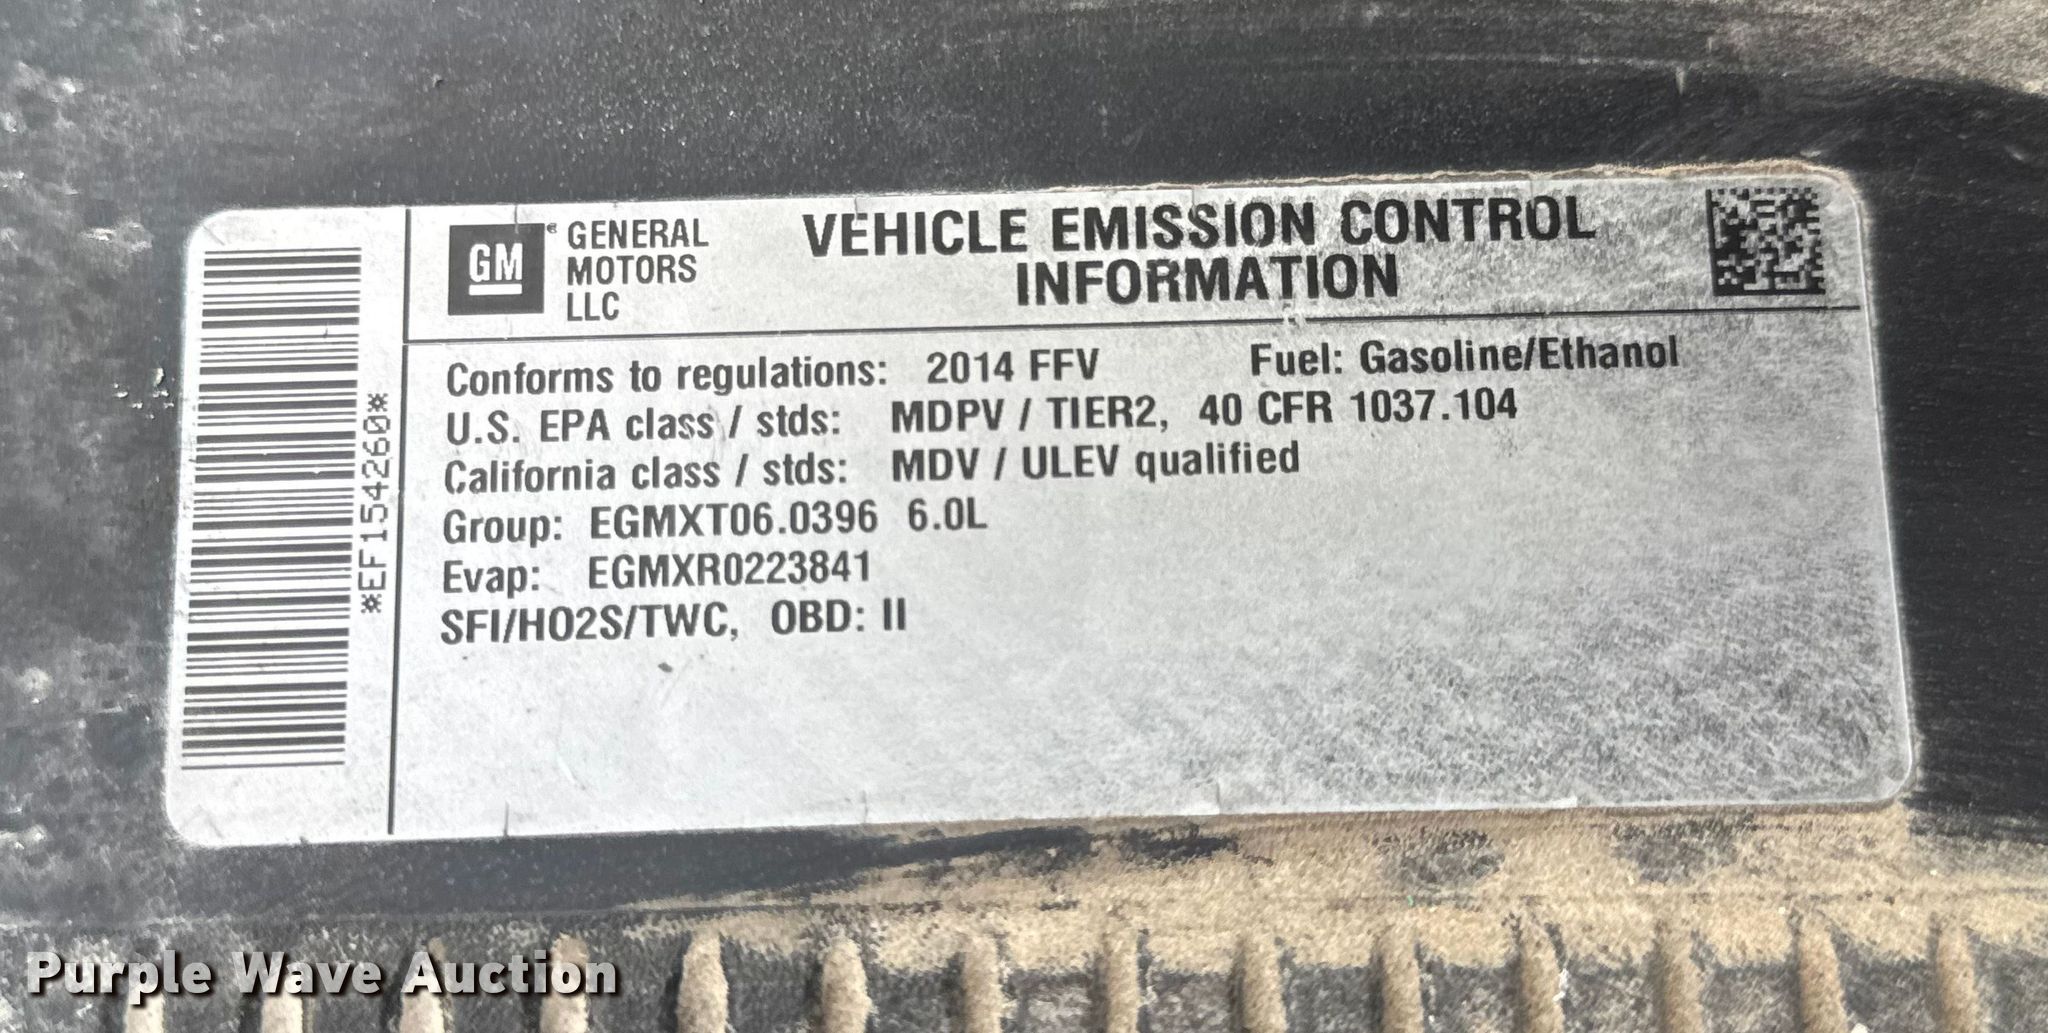 *EF154260*
GM
GENERAL
MOTORS
LLC
VEHICLE EMISSION CONTROL
INFORMATION
Conforms to regulations: 2014 FFV Fuel: Gasoline/Ethanol
U.S. EPA class / stds: MDPV / TIER2, 40 CFR 1037.104
California class / stds: MDV / ULEV qualified
Group: EGMXT06.0396 6.0L
Evap: EGMXR0223841
SFI/HO2S/TWC, OBD: II
Purple Wave Auction